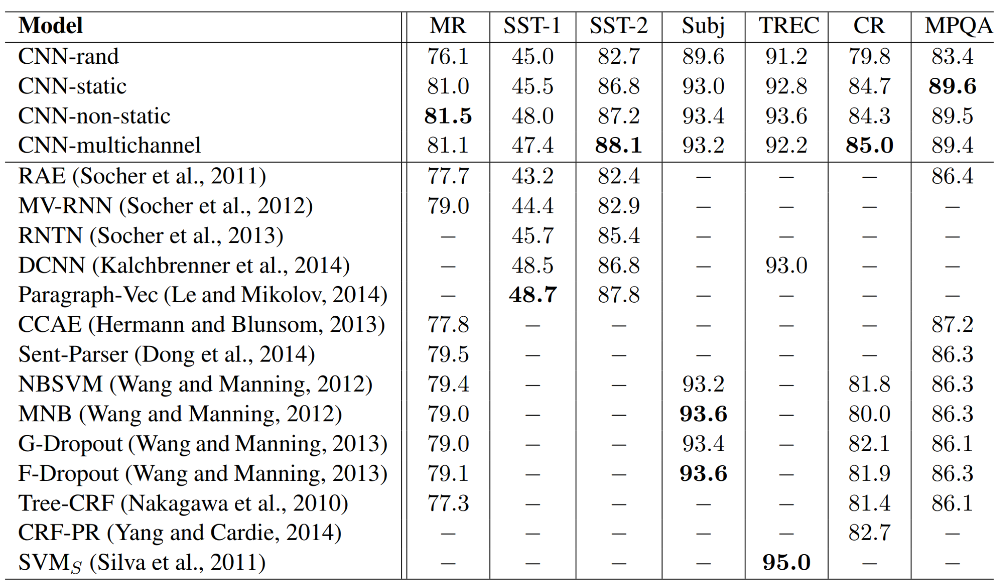 Model MR SST-1 SST-2 Subj TREC CR MPQA
CNN-rand 76.1 45.0 82.7 89.6 91.2 79.8 83.4
CNN-static 81.0 45.5 86.8 93.0 92.8 84.7 89.6
CNN-non-static 81.5 48.0 87.2 93.4 93.6 84.3 89.5
CNN-multichannel 81.1 47.4 88.1 93.2 92.2 85.0 89.4
RAE (Socher et al., 2011) 77.7 43.2 82.4 – – – 86.4
MV-RNN (Socher et al., 2012) 79.0 44.4 82.9 – – – –
RNTN (Socher et al., 2013) – 45.7 85.4 – – – –
DCNN (Kalchbrenner et al., 2014) – 48.5 86.8 – 93.0 – –
Paragraph-Vec (Le and Mikolov, 2014) – 48.7 87.8 – – – –
CCAE (Hermann and Blunsom, 2013) 77.8 – – – – – 87.2
Sent-Parser (Dong et al., 2014) 79.5 – – – – – 86.3
NBSVM (Wang and Manning, 2012) 79.4 – – 93.2 – 81.8 86.3
MNB (Wang and Manning, 2012) 79.0 – – 93.6 – 80.0 86.3
G-Dropout (Wang and Manning, 2013) 79.0 – – 93.4 – 82.1 86.1
F-Dropout (Wang and Manning, 2013) 79.1 – – 93.6 – 81.9 86.3
Tree-CRF (Nakagawa et al., 2010) 77.3 – – – – 81.4 86.1
CRF-PR (Yang and Cardie, 2014) – – – – – 82.7 –
SVMS (Silva et al., 2011) – – – – 95.0 – –